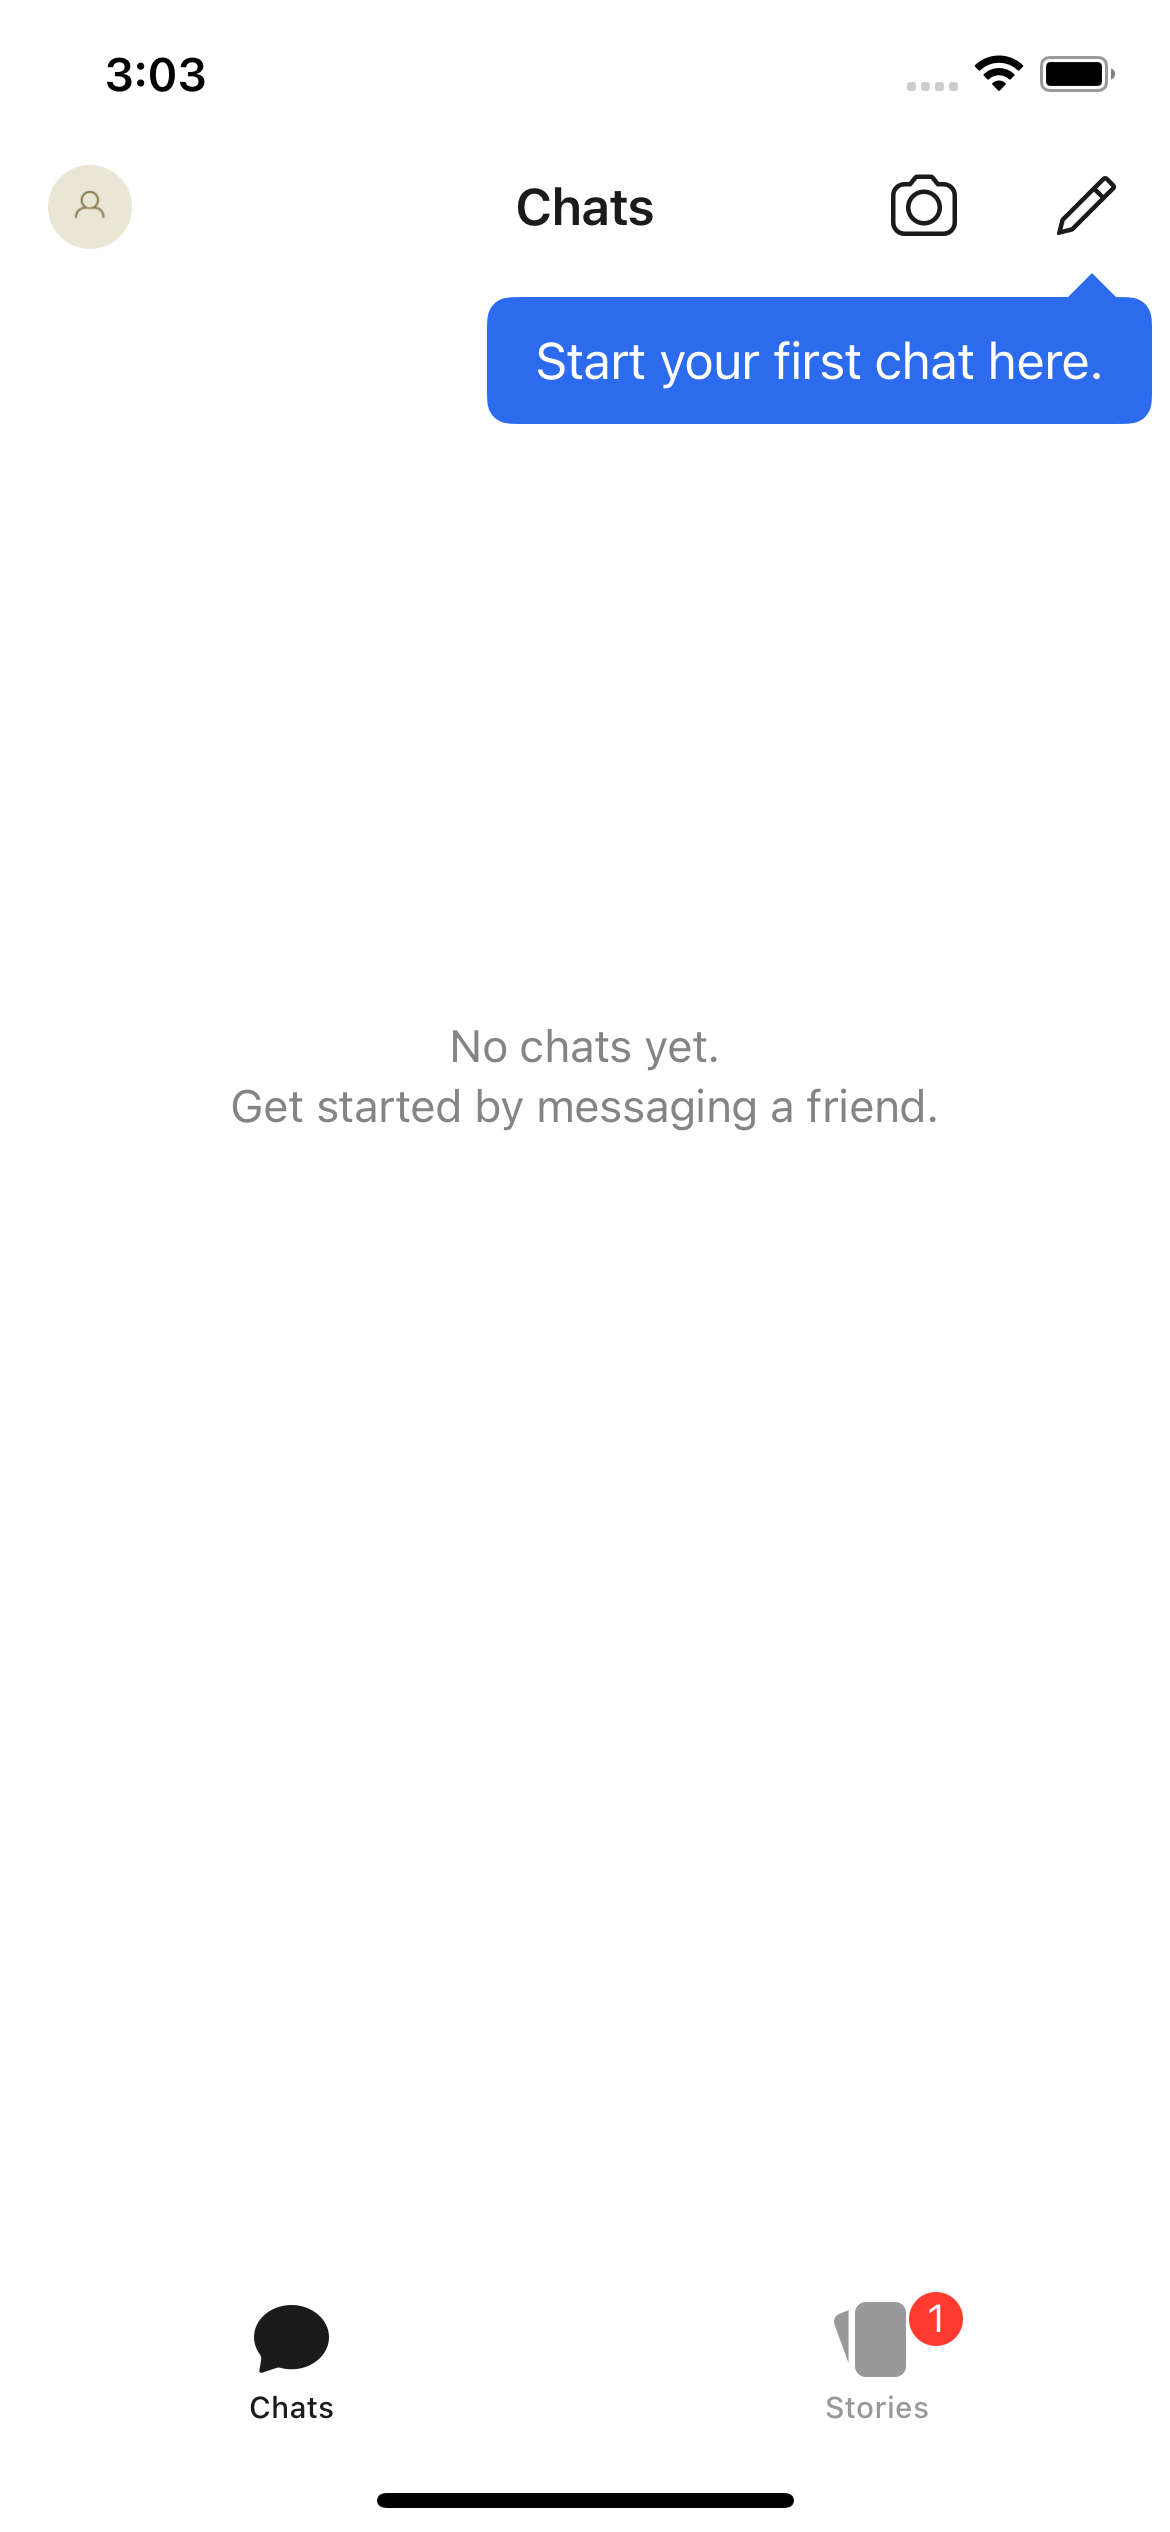 3:03
Chats
Start your first chat here.
No chats yet.
Get started by messaging a friend.
1
Chats
Stories